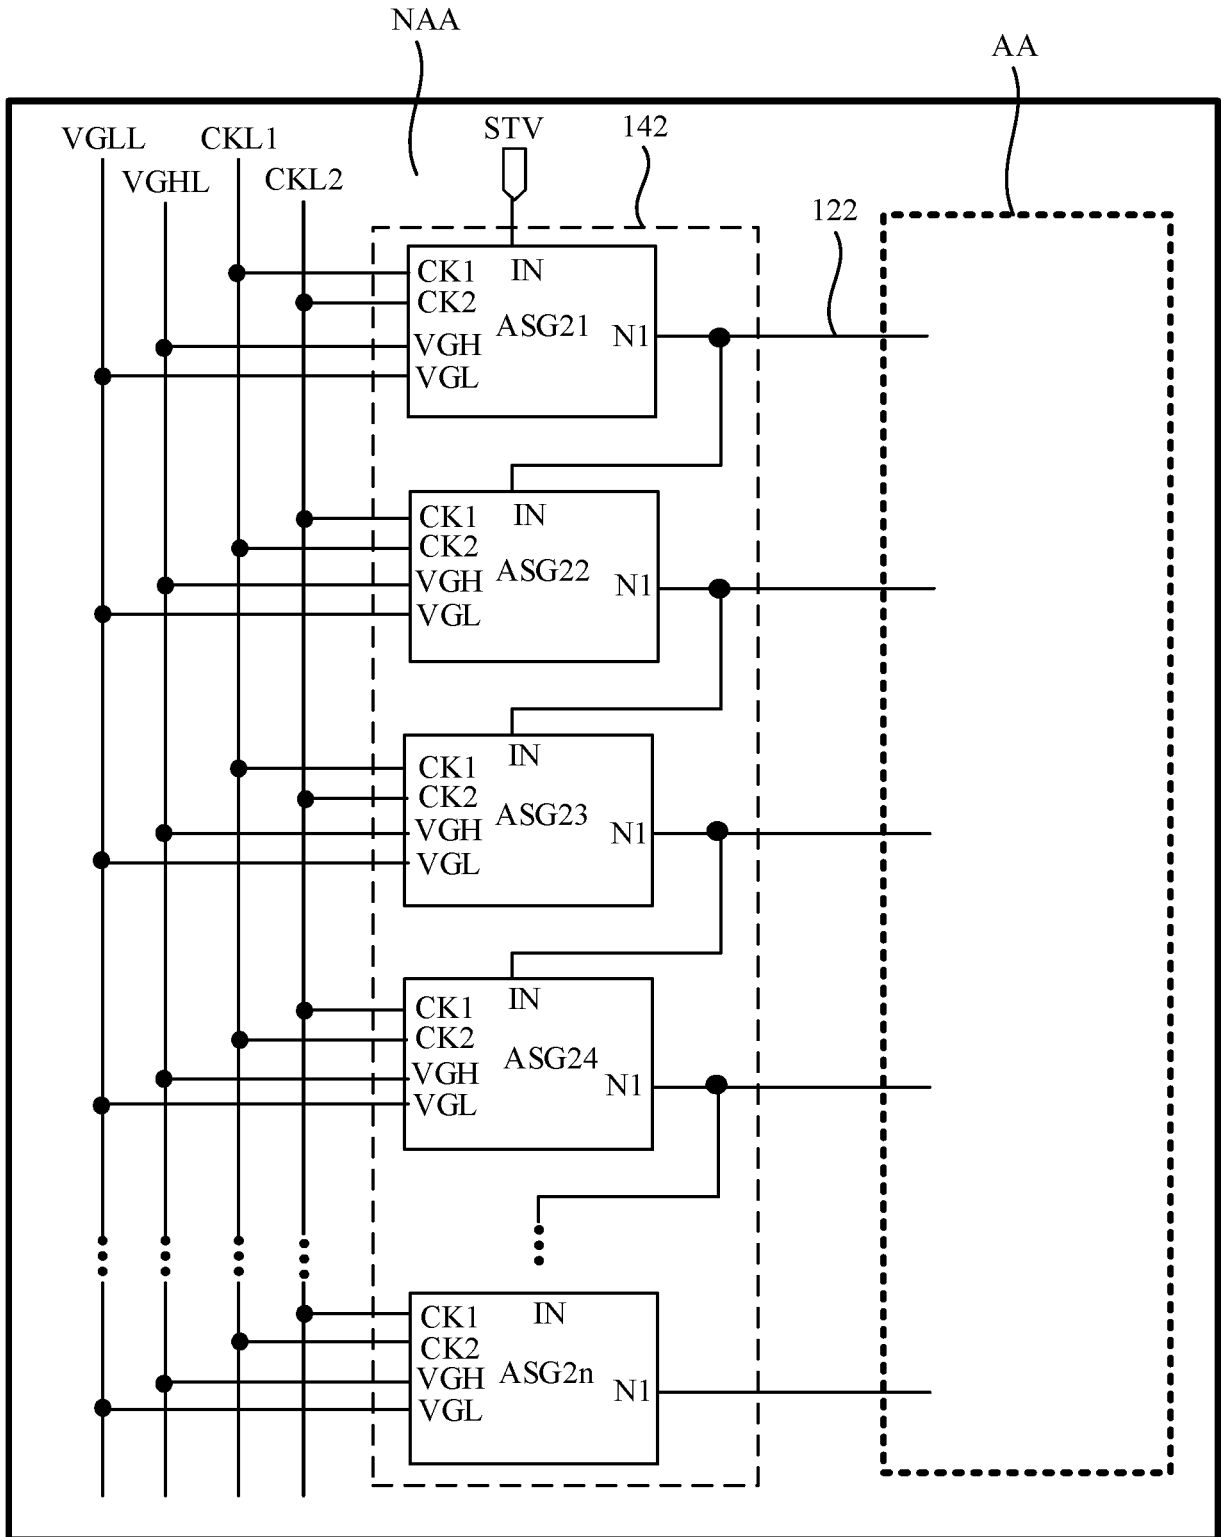 NAA
AA
VGLL
CKL1
STV
142
VGHL
CKL2
122
CK1
IN
CK2
ASG21
VGH
N1
VGL
CK1
IN
CK2
ASG22
VGH
N1
VGL
IN
CK1
CK2
ASG23
VGH
N1
VGL
IN
CK1
CK2
ASG24
VGH
N1
VGL
IN
CK1
CK2
ASG2n
VGH
N1
VGL